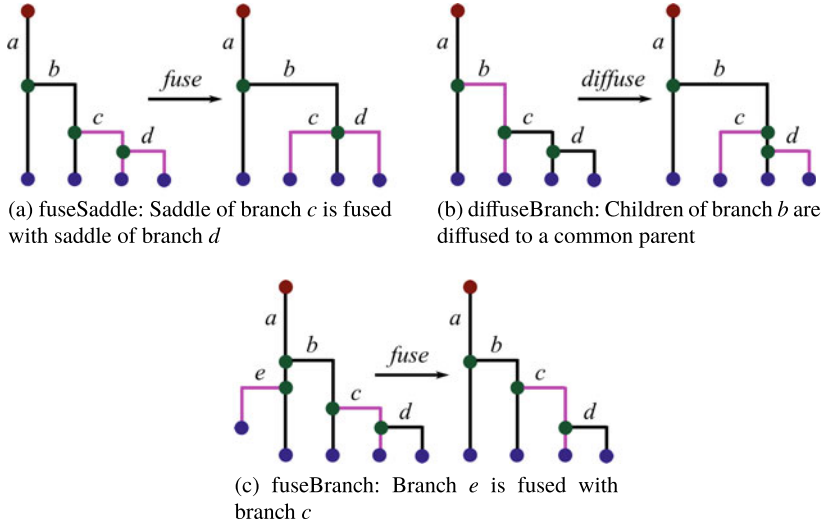 a
b
c
d
fuse
a
b
c
d
(a) fuseSaddle: Saddle of branch c is fused
with saddle of branch d
a
b
c
d
diffuse
a
b
c
d
(b) diffuseBranch: Children of branch b are
diffused to a common parent
a
b
e
c
d
fuse
a
b
c
d
(c) fuseBranch: Branch e is fused with
branch c